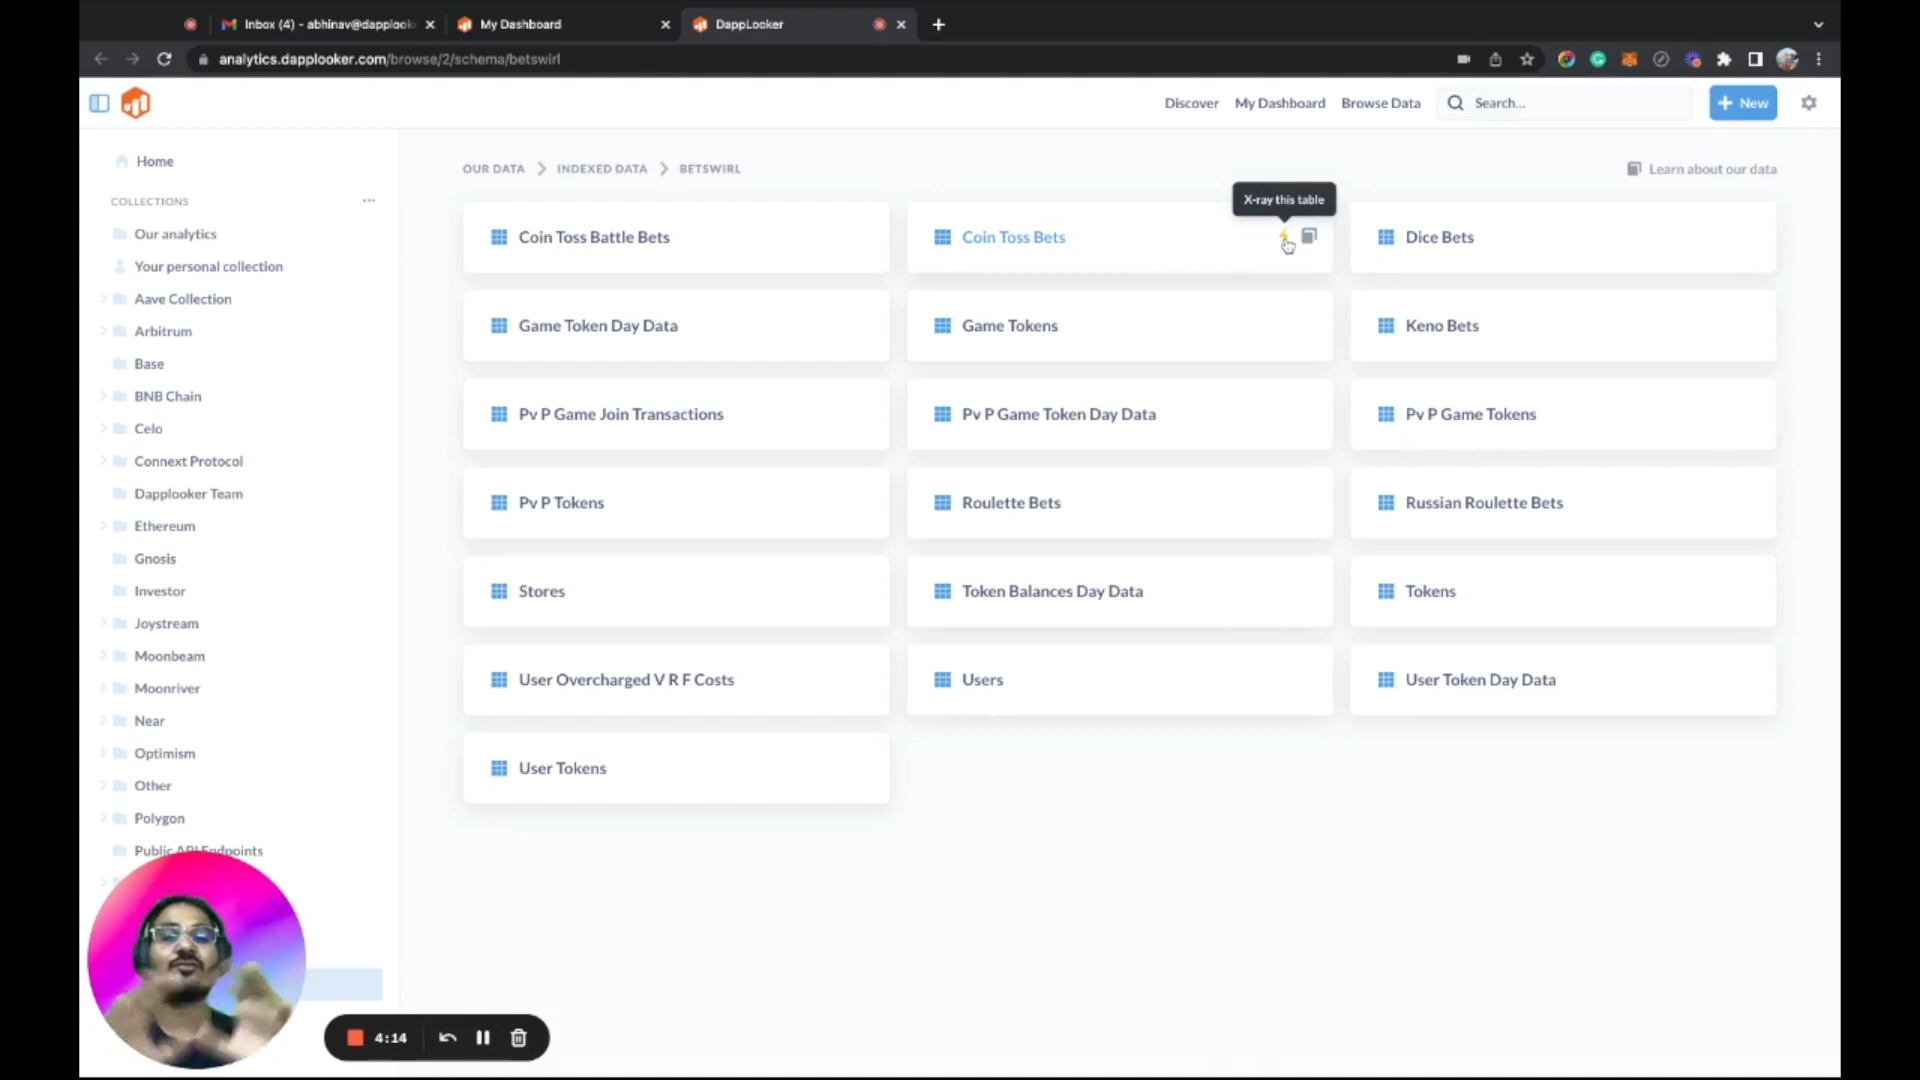 Inbox (4) - abhinav@dapplook
My Dashboard
DappLooker
analytics.dapplooker.com/browse/2/schema/betswirl
Discover
My Dashboard
Browse Data
Search...
+ New
Home
COLLECTIONS
...
Our analytics
Your personal collection
Aave Collection
Arbitrum
Base
BNB Chain
Celo
Connext Protocol
Dapplooker Team
Ethereum
Gnosis
Investor
Joystream
Moonbeam
Moonriver
Near
Optimism
Other
Polygon
Public API Endpoints
OUR DATA > INDEXED DATA > BETSWIRL
Learn about our data
X-ray this table
Coin Toss Battle Bets
Coin Toss Bets
Dice Bets
Game Token Day Data
Game Tokens
Keno Bets
Pv P Game Join Transactions
Pv P Game Token Day Data
Pv P Game Tokens
Pv P Tokens
Roulette Bets
Russian Roulette Bets
Stores
Token Balances Day Data
Tokens
User Overcharged V R F Costs
Users
User Token Day Data
User Tokens
4:14